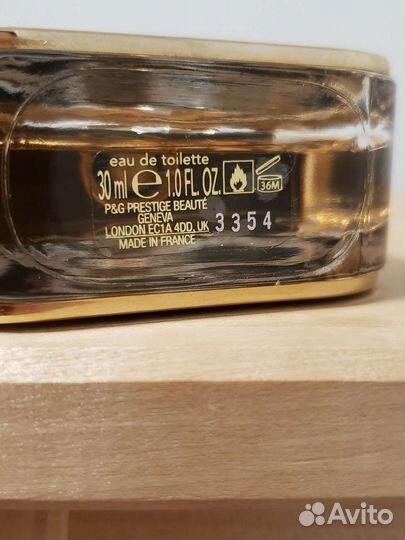 eau de toilette
30 ml e 1.0 FL. OZ.
36M
P&G PRESTIGE BEAUTÉ
GENEVA
LONDON EC1A 4DD, UK
3354
MADE IN FRANCE
Avito